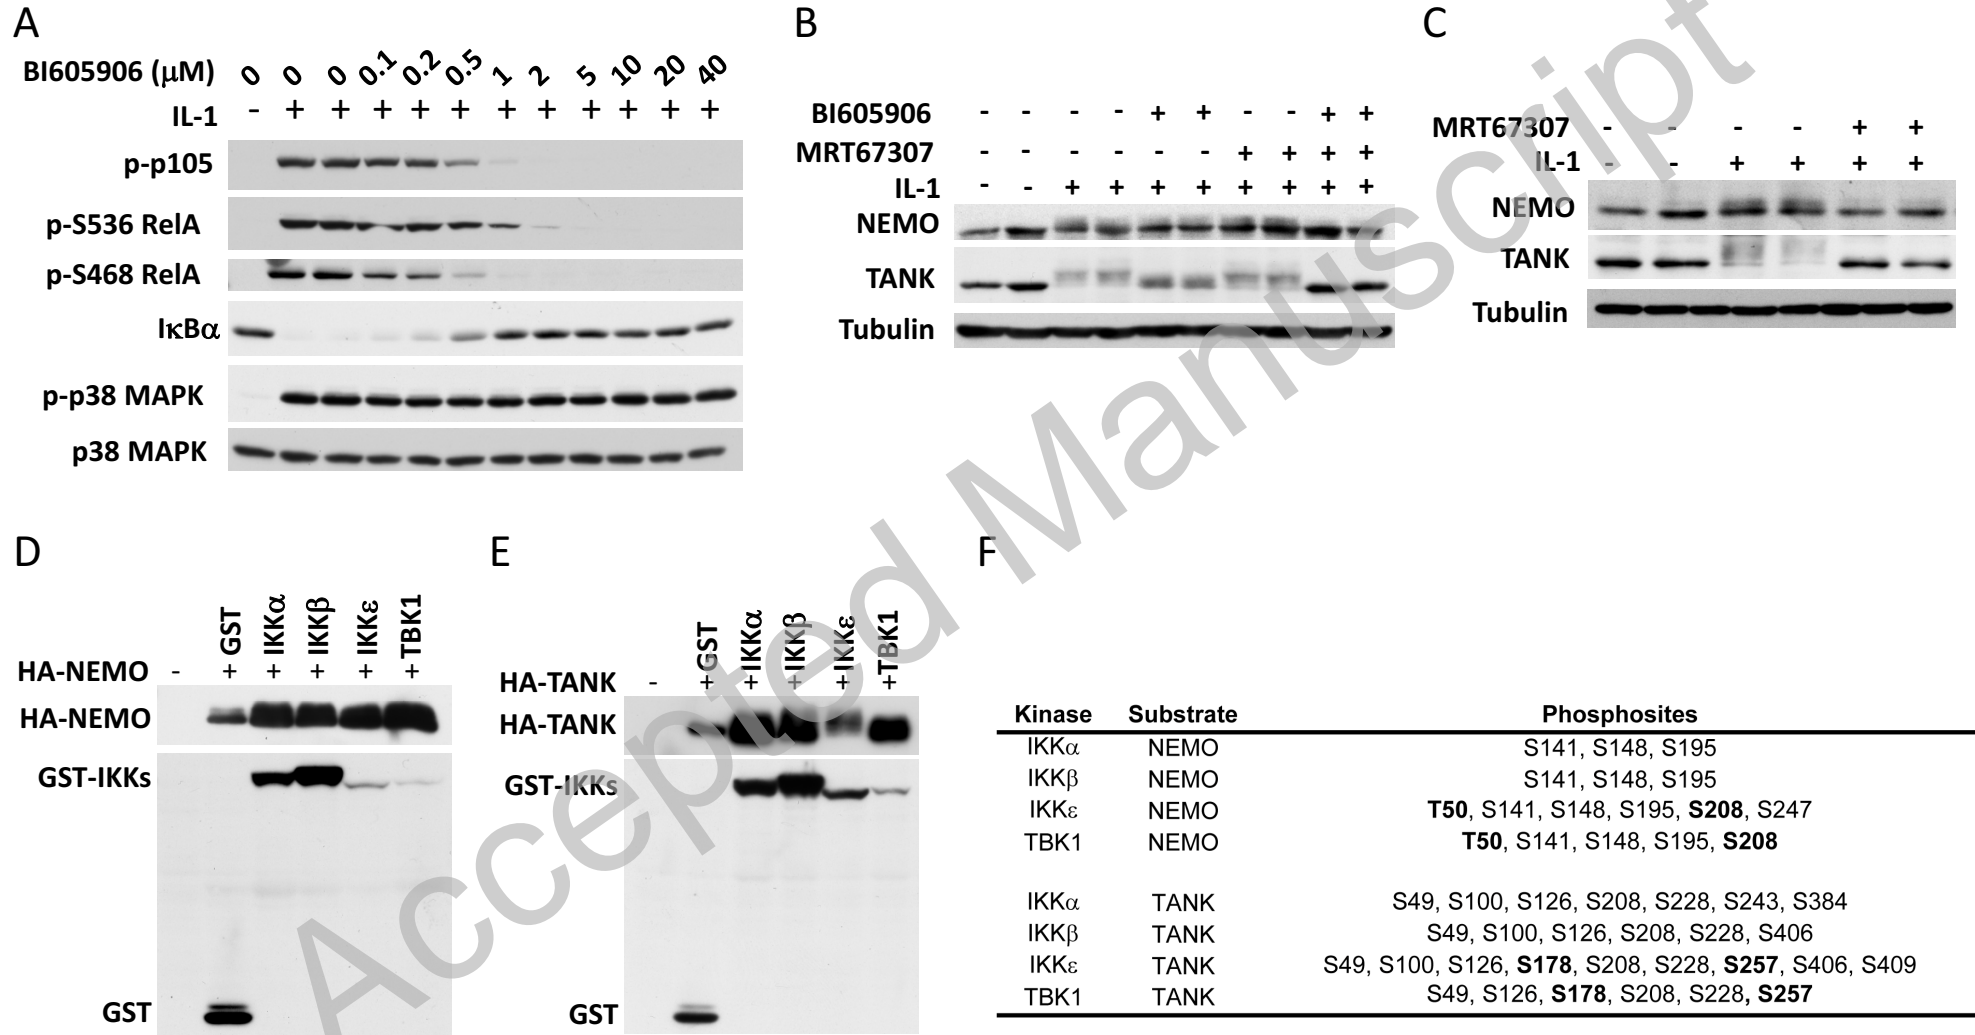 A
BI605906 (μM) 0 0 0 0.1 0.2 0.5 1 2 5 10 20 40
IL-1 - + + + + + + + + + + +
p-p105
p-S536 RelA
p-S468 RelA
IκBα
p-p38 MAPK
p38 MAPK
B
BI605906 - - - - + + - - + +
MRT67307 - - - - - - + + + +
IL-1 - - + + + + + + + +
NEMO
TANK
Tubulin
C
MRT67307 - - - - + +
IL-1 - - + + + +
NEMO
TANK
Tubulin
D
GST IKKα IKKβ IKKε TBK1
HA-NEMO - + + + + +
HA-NEMO
GST-IKKs
GST
E
GST IKKα IKKβ IKKε TBK1
HA-TANK - + + + + +
HA-TANK
GST-IKKs
GST
F
Kinase Substrate Phosphosites
IKKα NEMO S141, S148, S195
IKKβ NEMO S141, S148, S195
IKKε NEMO T50, S141, S148, S195, S208, S247
TBK1 NEMO T50, S141, S148, S195, S208
IKKα TANK S49, S100, S126, S208, S228, S243, S384
IKKβ TANK S49, S100, S126, S208, S228, S406
IKKε TANK S49, S100, S126, S178, S208, S228, S257, S406, S409
TBK1 TANK S49, S126, S178, S208, S228, S257
Accepted Manuscript